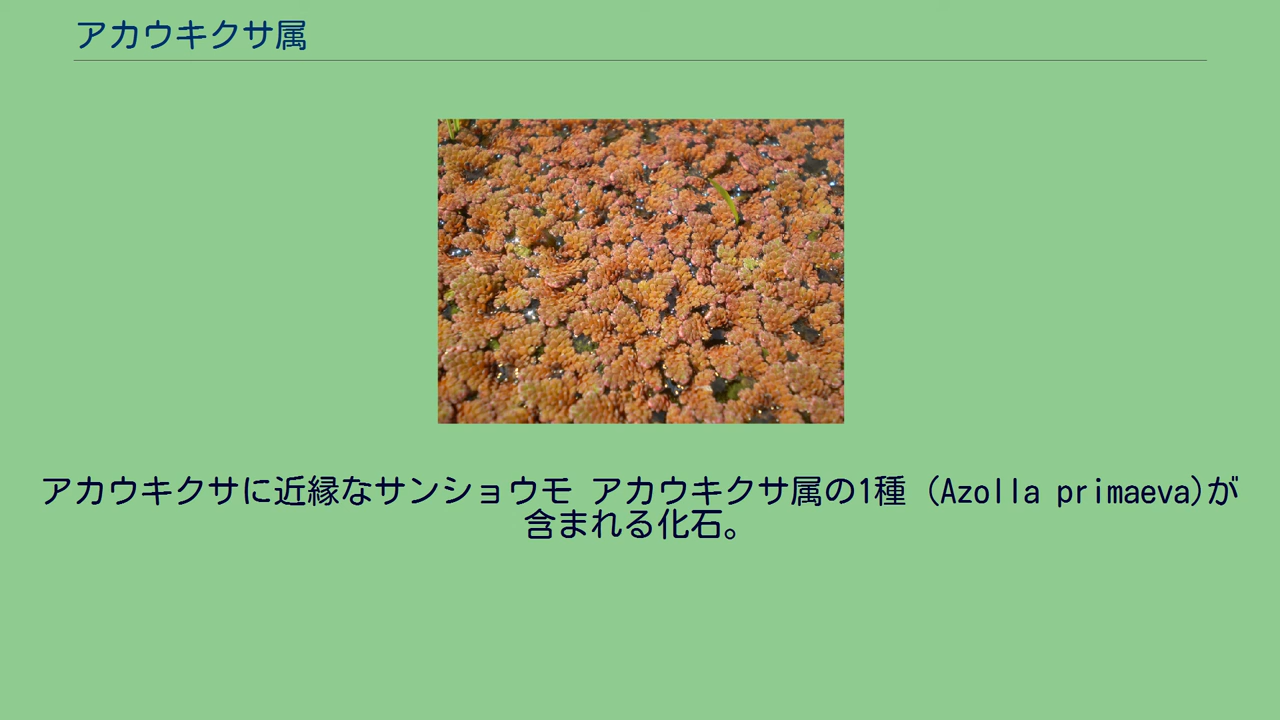 アカウキクサ属
アカウキクサに近縁なサンショウモ アカウキクサ属の1種 (Azolla primaeva)が
含まれる化石。